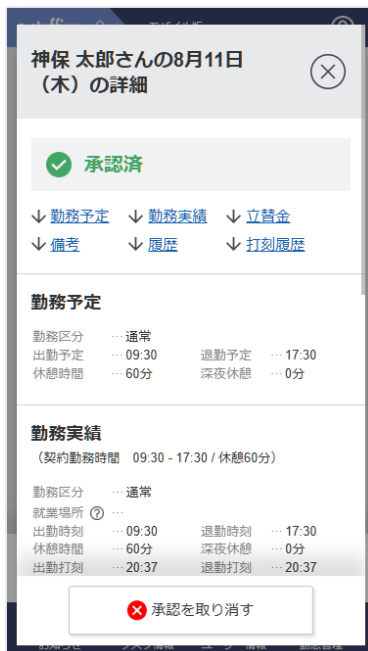 神保 太郎さんの8月11日
（木）の詳細
承認済
↓ 勤務予定 ↓ 勤務実績 ↓ 立替金
↓ 備考 ↓ 履歴 ↓ 打刻履歴
勤務予定
勤務区分 … 通常
出勤予定 … 09:30 退勤予定 … 17:30
休憩時間 … 60分 深夜休憩 … 0分
勤務実績
（契約勤務時間　09:30 - 17:30 / 休憩60分）
勤務区分 … 通常
就業場所 ? …
出勤時刻 … 09:30 退勤時刻 … 17:30
休憩時間 … 60分 深夜休憩 … 0分
出勤打刻 … 20:37 退勤打刻 … 20:37
承認を取り消す